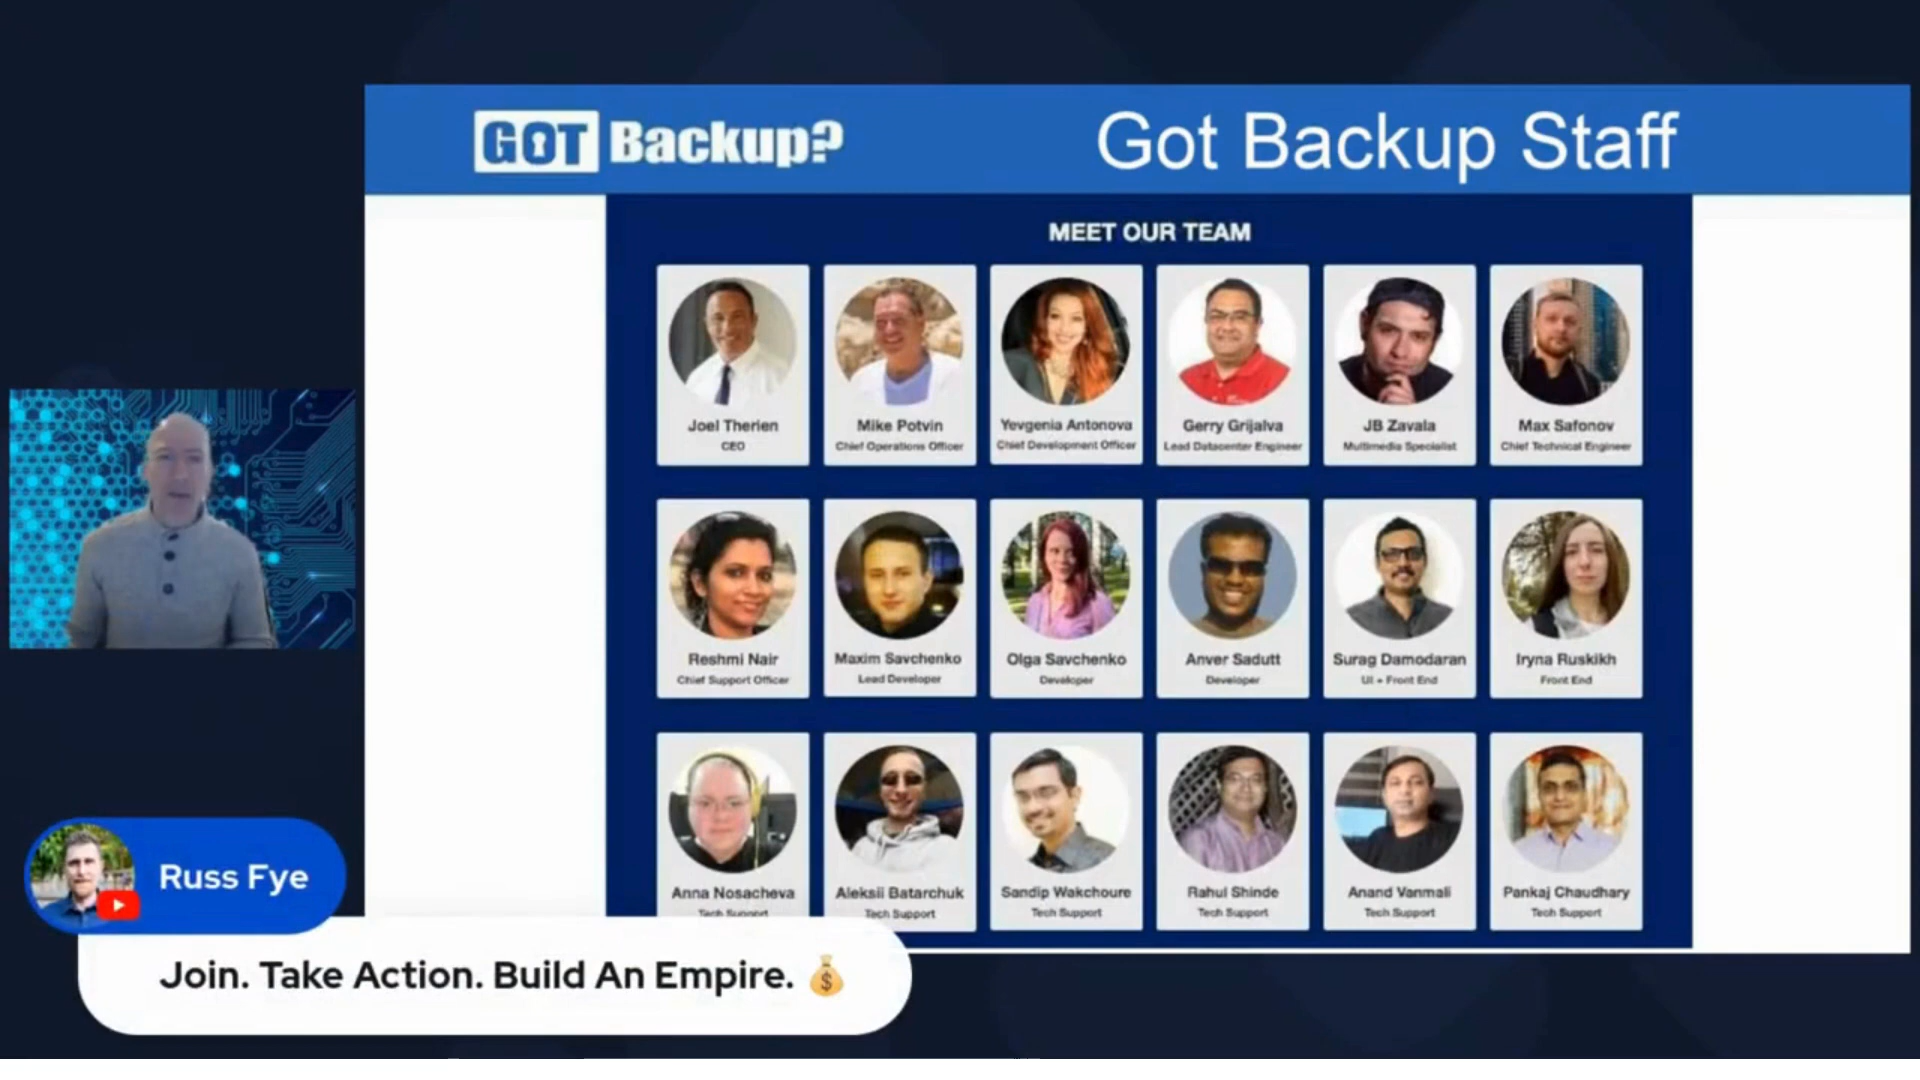 GOT Backup?
Got Backup Staff
MEET OUR TEAM
Joel Therien
CEO
Mike Potvin
Chief Operations Officer
Yevgenia Antonova
Chief Development Officer
Gerry Grijalva
Lead Datacenter Engineer
JB Zavala
Multimedia Specialist
Max Safonov
Chief Technical Engineer
Reshmi Nair
Chief Support Officer
Maxim Savchenko
Lead Developer
Olga Savchenko
Developer
Anver Sadutt
Developer
Surag Damodaran
UI + Front End
Iryna Ruskikh
Front End
Anna Nosacheva
Tech Support
Aleksii Batarchuk
Tech Support
Sandip Wakchoure
Tech Support
Rahul Shinde
Tech Support
Anand Vanmali
Tech Support
Pankaj Chaudhary
Tech Support
Russ Fye
Join. Take Action. Build An Empire. 💰